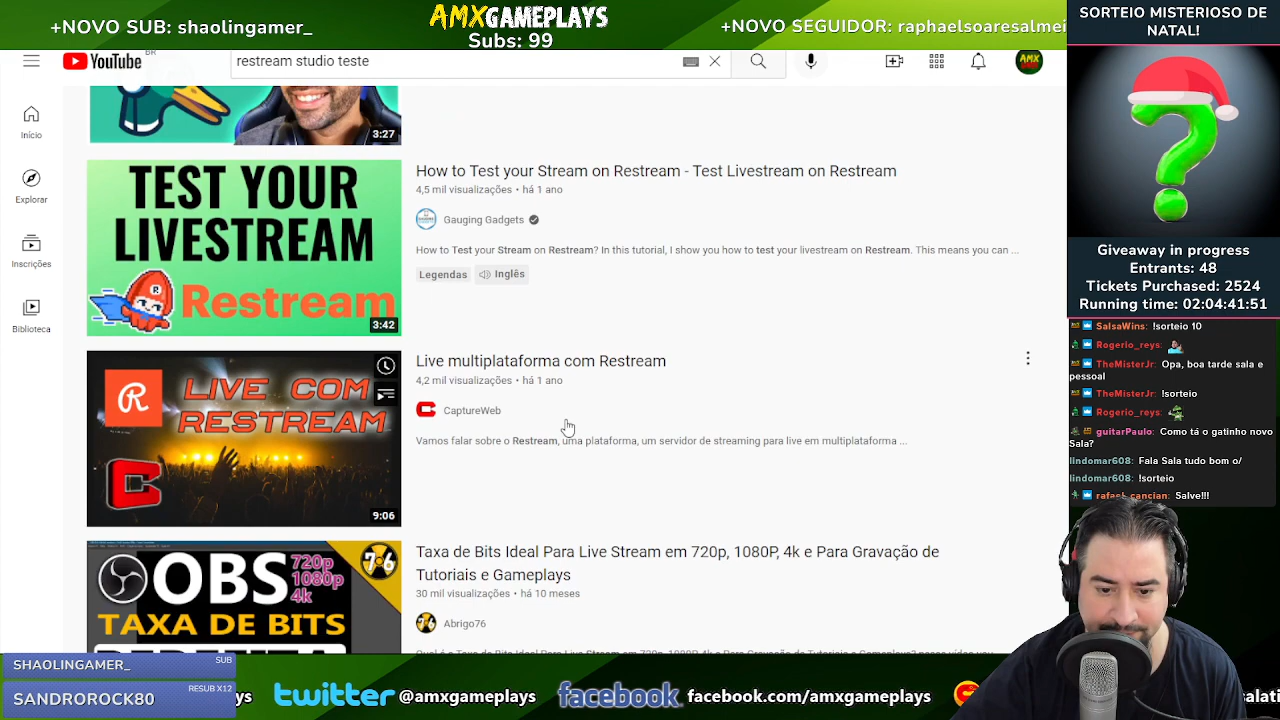 +NOVO SUB: shaolingamer_
AMXGAMEPLAYS
Subs: 99
+NOVO SEGUIDOR: raphaelsoaresalmei
SORTEIO MISTERIOSO DE
NATAL!
YouTube
BR
restream studio teste
AMX
Início
Explorar
Inscrições
Biblioteca
3:27
TEST YOUR
LIVESTREAM
Restream
3:42
How to Test your Stream on Restream - Test Livestream on Restream
4,5 mil visualizações • há 1 ano
Gauging Gadgets
How to Test your Stream on Restream? In this tutorial, I show you how to test your livestream on Restream. This means you can ...
Legendas
Inglês
R
LIVE COM
RESTREAM
C
9:06
Live multiplataforma com Restream
4,2 mil visualizações • há 1 ano
CaptureWeb
Vamos falar sobre o Restream, uma plataforma, um servidor de streaming para live em multiplataforma ...
OBS
720p
1080p
4k
76
TAXA DE BITS
Taxa de Bits Ideal Para Live Stream em 720p, 1080P, 4k e Para Gravação de
Tutoriais e Gameplays
30 mil visualizações • há 10 meses
Abrigo76
Giveaway in progress
Entrants: 48
Tickets Purchased: 2524
Running time: 02:04:41:51
SalsaWins: !sorteio 10
Rogerio_reys:
TheMisterJr: Opa, boa tarde sala e
pessoal
TheMisterJr: !sorteio
Rogerio_reys:
guitarPaulo: Como tá o gatinho novo
Sala?
lindomar608: Fala Sala tudo bom o/
lindomar608: !sorteio
rafael_cancian: Salve!!!
SHAOLINGAMER_
SUB
SANDROROCK80
RESUB X12
ys
twitter
@amxgameplays
facebook
facebook.com/amxgameplays